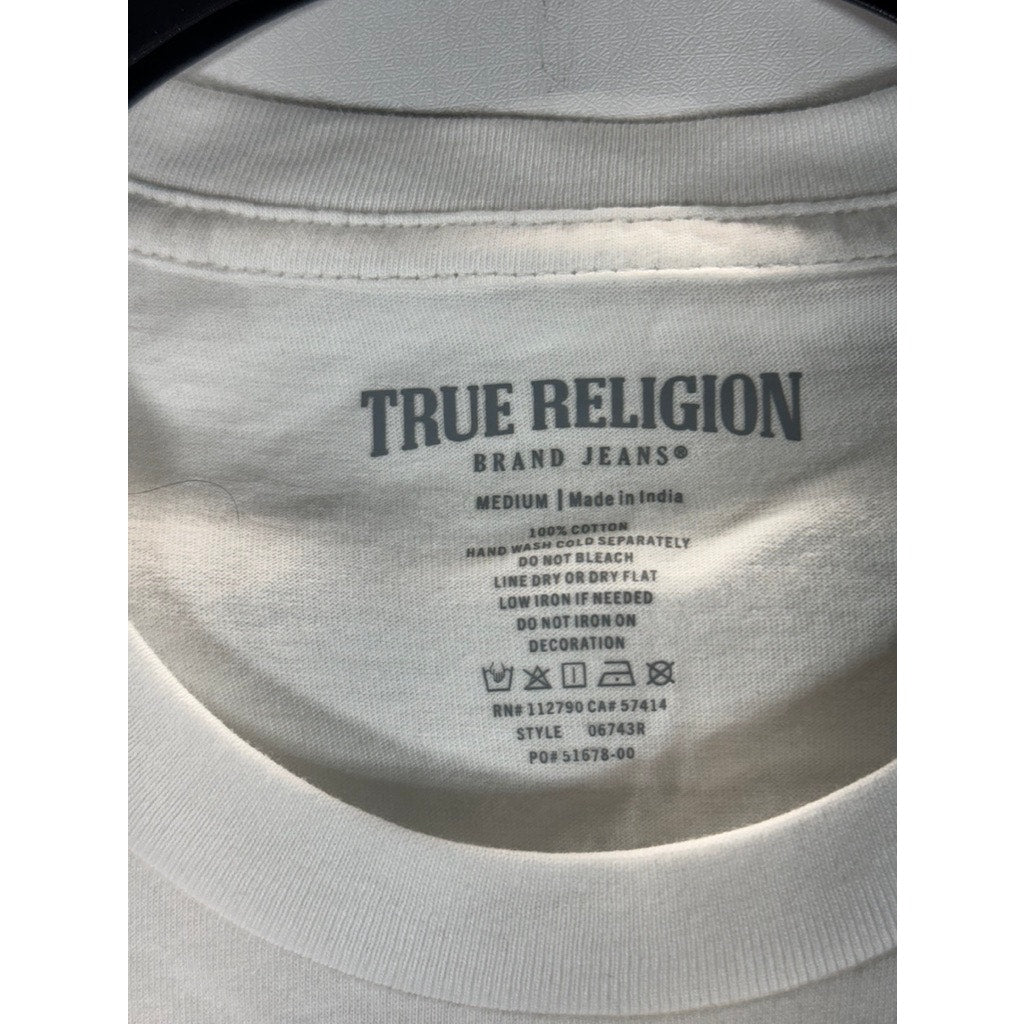 TRUE RELIGION
BRAND JEANS®
MEDIUM | Made in India
100% COTTON
HAND WASH COLD SEPARATELY
DO NOT BLEACH
LINE DRY OR DRY FLAT
LOW IRON IF NEEDED
DO NOT IRON ON
DECORATION
RN# 112790 CA# 57414
STYLE 06743R
PO# 51678-00